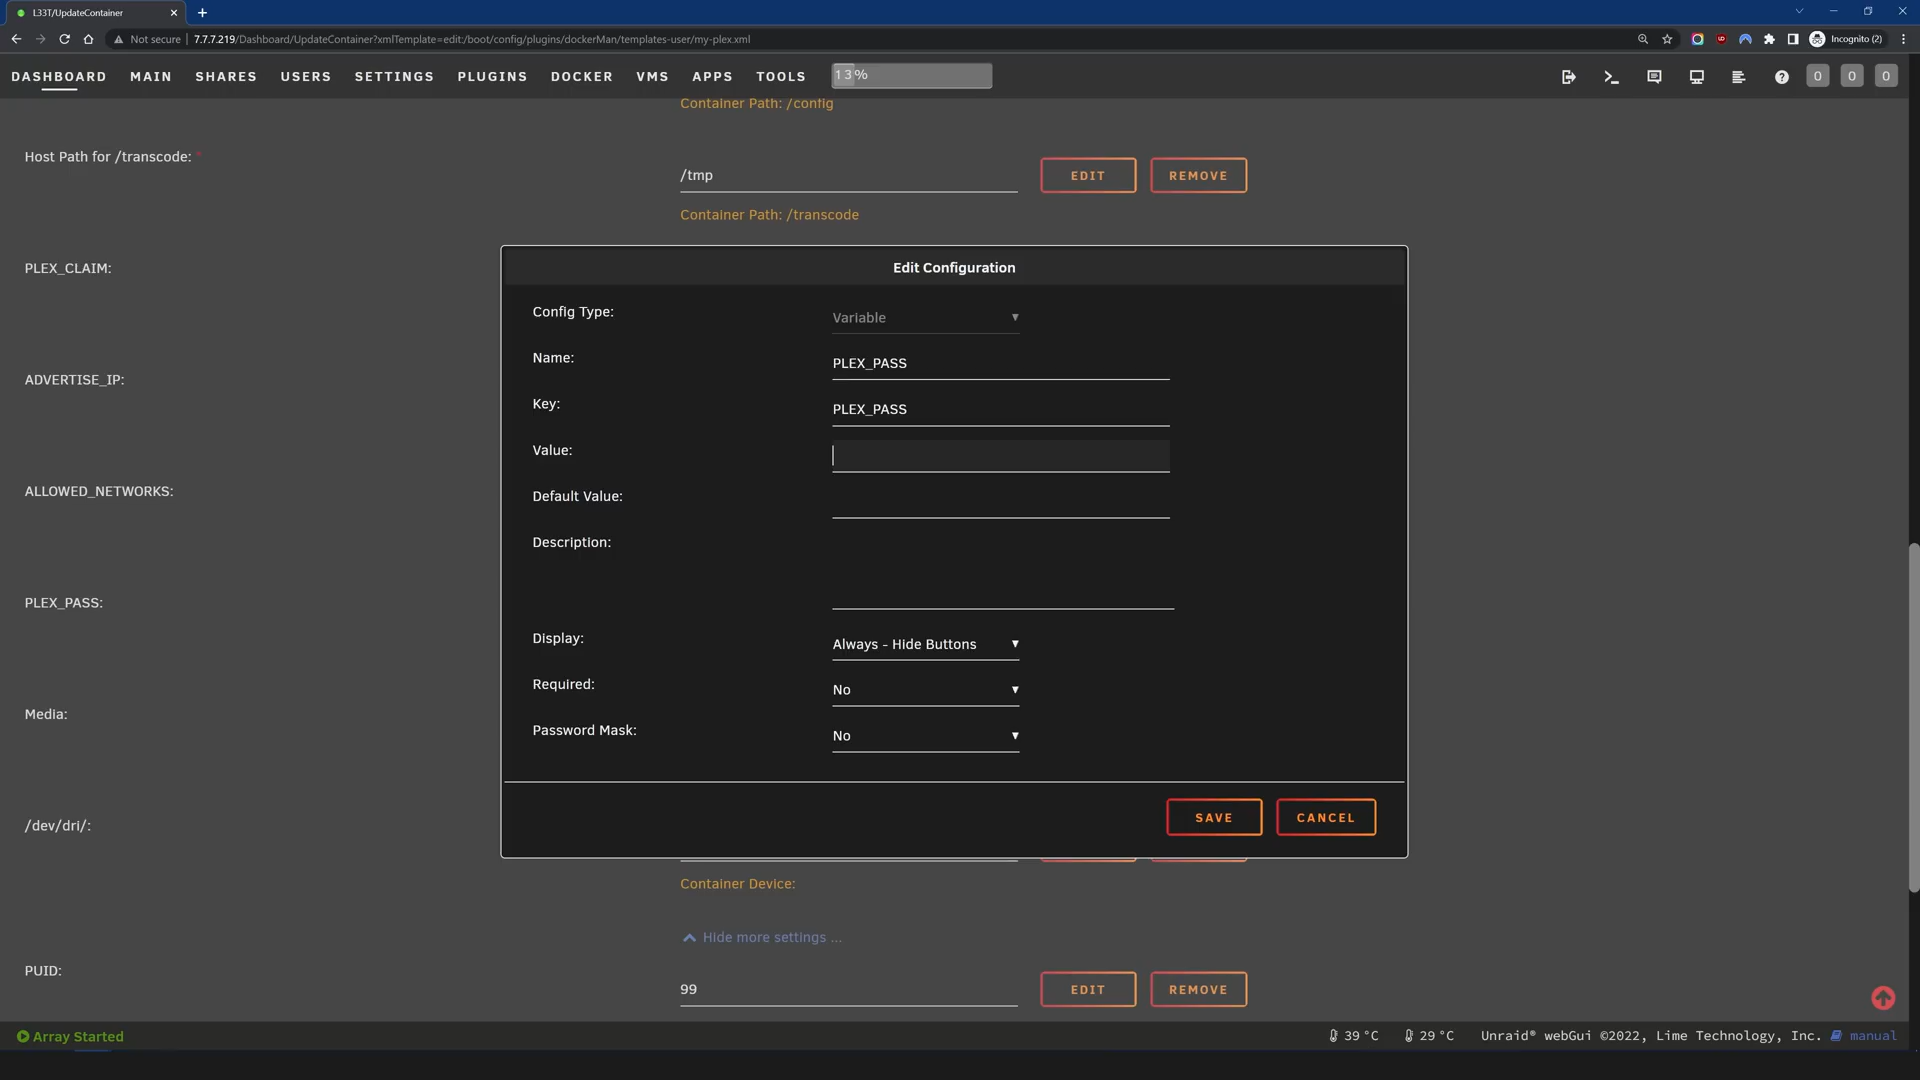 L33T/UpdateContainer
Not secure 7.7.7.219/Dashboard/UpdateContainer?xmlTemplate=edit:/boot/config/plugins/dockerMan/templates-user/my-plex.xml
Incognito (2)
DASHBOARD MAIN SHARES USERS SETTINGS PLUGINS DOCKER VMS APPS TOOLS 13% 0 0 0
Container Path: /config
Host Path for /transcode: *
/tmp EDIT REMOVE
Container Path: /transcode
PLEX_CLAIM:
ADVERTISE_IP:
ALLOWED_NETWORKS:
PLEX_PASS:
Media:
/dev/dri/:
Edit Configuration
Config Type: Variable
Name: PLEX_PASS
Key: PLEX_PASS
Value:
Default Value:
Description:
Display: Always - Hide Buttons
Required: No
Password Mask: No
SAVE CANCEL
Container Device:
Hide more settings ...
PUID:
99 EDIT REMOVE
Array Started
39 °C 29 °C Unraid® webGui ©2022, Lime Technology, Inc. manual